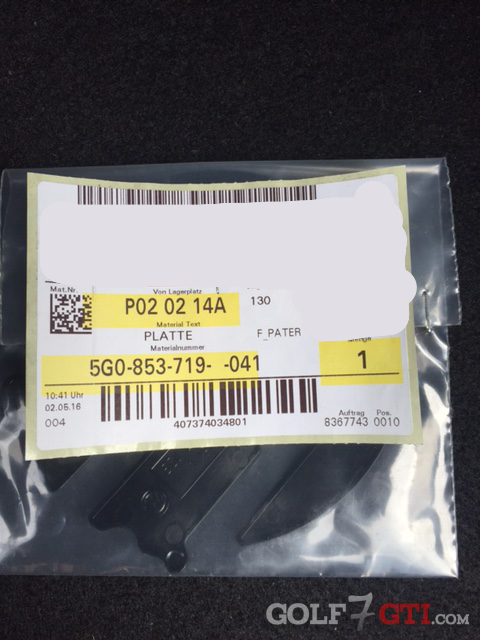 Mat.Nr.
Von Lagerplatz
P02 02 14A
130
Material Text
PLATTE
F_PATER
Materialnummer
5G0-853-719- -041
1
10:41 Uhr
02.05.16
004
407374034801
Auftrag Pos.
8367743 0010
GOLF7GTI.COM